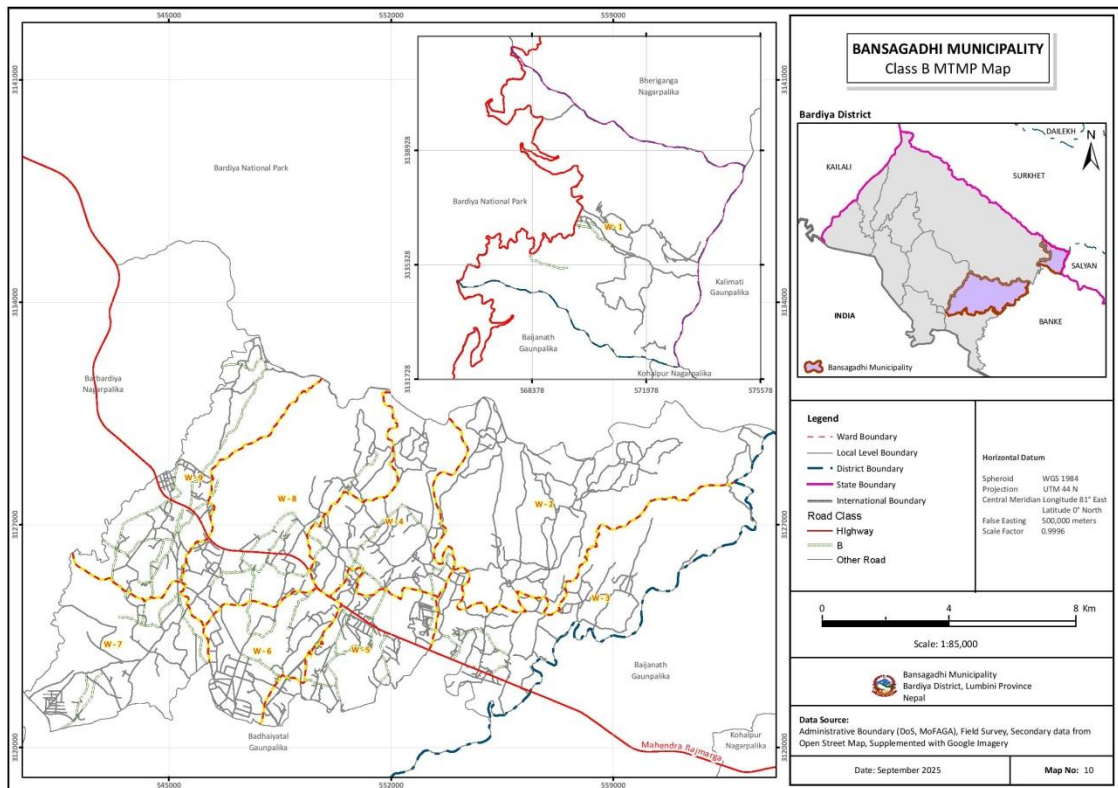 545000
552000
559000
3141000
3134000
3127000
3120000
Bardiya National Park
Barbardiya
Nagarpalika
W-9
W-8
W-4
W-2
W-3
W-7
W-6
W-5
Badhaiyatal
Gaunpalika
Baijanath
Gaunpalika
Kohalpur
Nagarpalika
Mahendra Rajmarga
Bheriganga
Nagarpalika
Bardiya National Park
W-1
Kalimati
Gaunpalika
Baijanath
Gaunpalika
Kohalpur Nagarpalika
3138928
3135328
3131728
568378
571978
575578
545000
552000
559000
BANSAGADHI MUNICIPALITY
Class B MTMP Map
Bardiya District
DAILEKH
N
KAILALI
SURKHET
SALYAN
INDIA
BANKE
Bansagadhi Municipality
Legend
Ward Boundary
Local Level Boundary
District Boundary
State Boundary
International Boundary
Road Class
Highway
B
Other Road
Horizontal Datum
Spheroid WGS 1984
Projection UTM 44 N
Central Meridian Longitude 81° East
Latitude 0° North
False Easting 500,000 meters
Scale Factor 0.9996
0 4 8 Km
Scale: 1:85,000
Bansagadhi Municipality
Bardiya District, Lumbini Province
Nepal
Data Source:
Administrative Boundary (DoS, MoFAGA), Field Survey, Secondary data from
Open Street Map, Supplemented with Google Imagery
Date: September 2025
Map No: 10